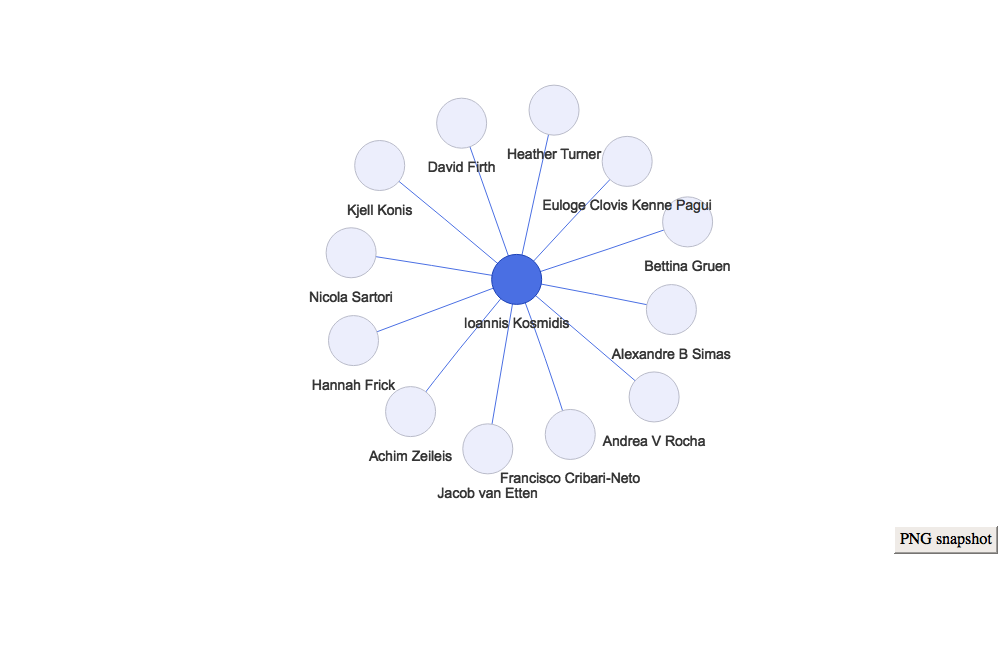 Heather Turner
David Firth
Euloge Clovis Kenne Pagui
Kjell Konis
Bettina Gruen
Nicola Sartori
Ioannis Kosmidis
Alexandre B Simas
Hannah Frick
Andrea V Rocha
Achim Zeileis
Francisco Cribari-Neto
Jacob van Etten
PNG snapshot